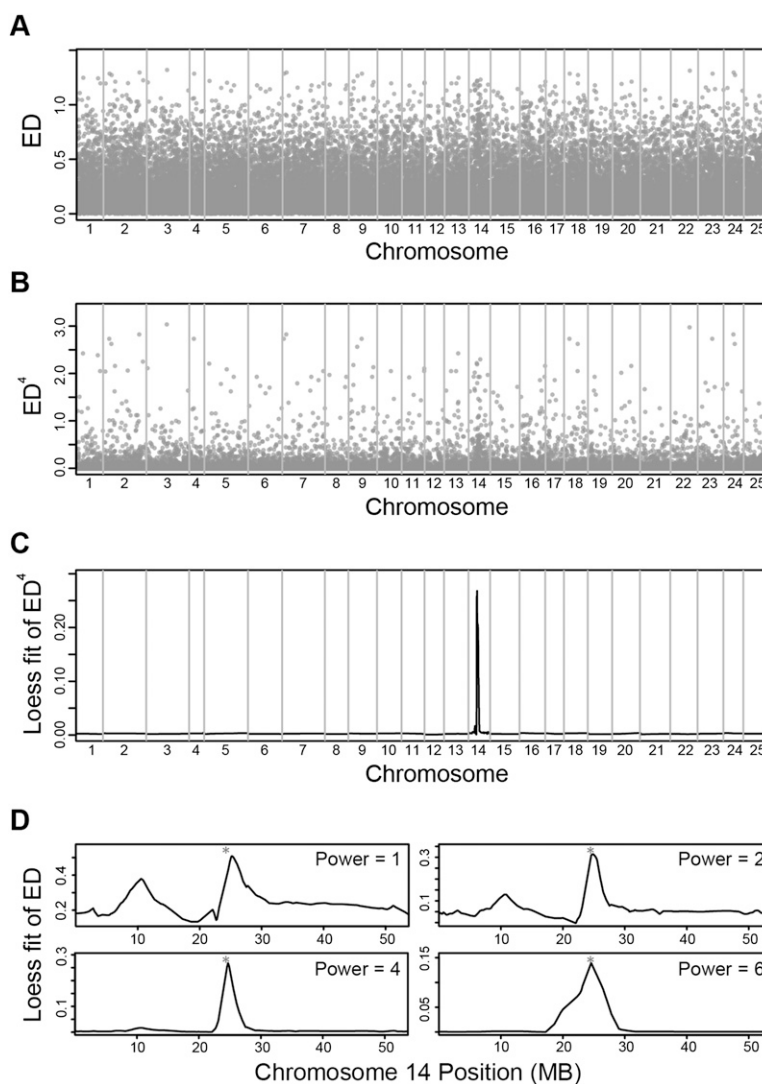 A
ED
0.0 0.5 1.0
1 2 3 4 5 6 7 8 9 10 11 12 13 14 15 16 17 18 19 20 21 22 23 24 25
Chromosome
B
ED4
0.0 1.0 2.0 3.0
1 2 3 4 5 6 7 8 9 10 11 12 13 14 15 16 17 18 19 20 21 22 23 24 25
Chromosome
C
Loess fit of ED4
0.00 0.10 0.20
1 2 3 4 5 6 7 8 9 10 11 12 13 14 15 16 17 18 19 20 21 22 23 24 25
Chromosome
D
Loess fit of ED
* Power = 1
0.2 0.4
10 20 30 40 50
* Power = 2
0.1 0.3
10 20 30 40 50
* Power = 4
0.1 0.3
10 20 30 40 50
* Power = 6
0.05 0.15
10 20 30 40 50
Chromosome 14 Position (MB)